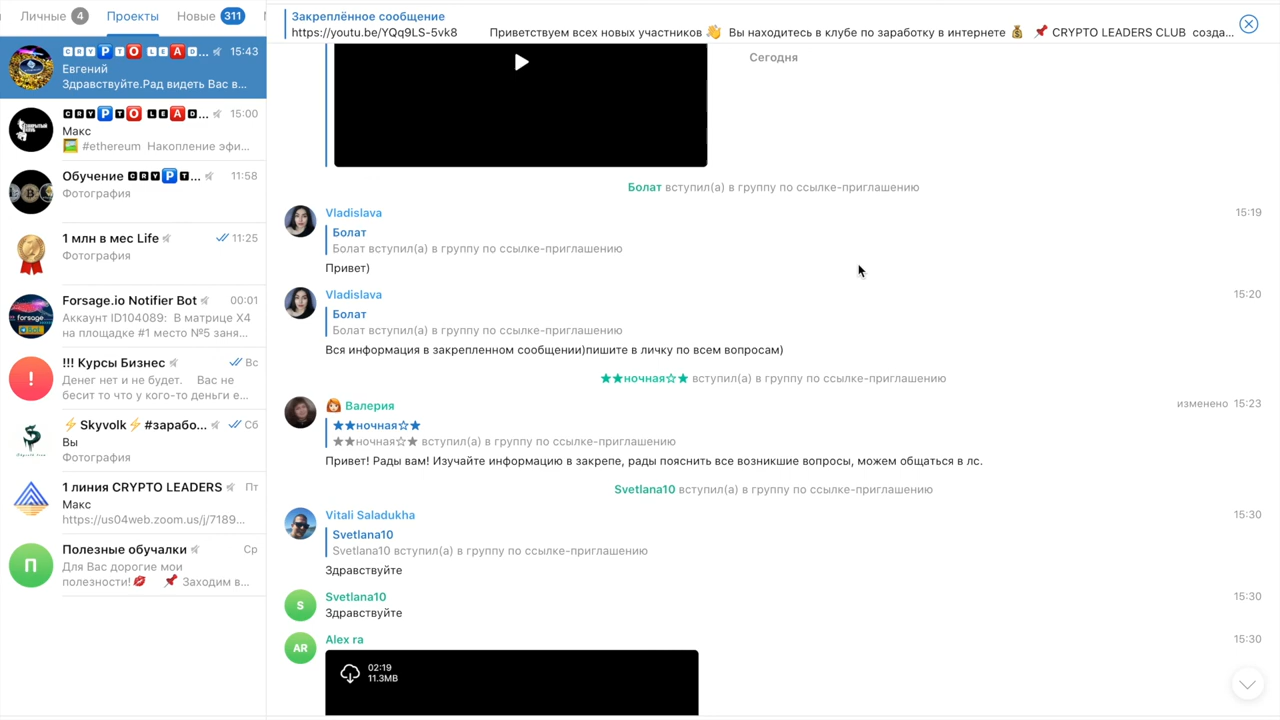 Личные 4 Проекты Новые 311
CRYPTO LEAD... 15:43
Евгений
Здравствуйте.Рад видеть Вас в...
CRYPTO LEAD... 15:00
Макс
#ethereum Накопление эфи...
Обучение CRYPT... 11:58
Фотография
1 млн в мес Life 11:25
Фотография
Forsage.io Notifier Bot 00:01
Аккаунт ID104089: В матрице X4
на площадке #1 место №5 заня...
!!! Курсы Бизнес Вс
Денег нет и не будет. Вас не
бесит то что у кого-то деньги е...
⚡Skyvolk⚡#зарабо... Сб
Вы
Фотография
1 линия CRYPTO LEADERS Пт
Макс
https://us04web.zoom.us/j/7189...
П
Полезные обучалки Ср
Для Вас дорогие мои
полезности!💋 📌 Заходим в...
Закреплённое сообщение
https://youtu.be/YQq9LS-5vk8 Приветствуем всех новых участников 👋 Вы находитесь в клубе по заработку в интернете 💰 📌 CRYPTO LEADERS CLUB созда...
Сегодня
Болат вступил(а) в группу по ссылке-приглашению
Vladislava 15:19
Болат
Болат вступил(а) в группу по ссылке-приглашению
Привет)
Vladislava 15:20
Болат
Болат вступил(а) в группу по ссылке-приглашению
Вся информация в закрепленном сообщении)пишите в личку по всем вопросам)
★★ночная☆★ вступил(а) в группу по ссылке-приглашению
Валерия изменено 15:23
★★ночная☆★
★★ночная☆★ вступил(а) в группу по ссылке-приглашению
Привет! Рады вам! Изучайте информацию в закрепе, рады пояснить все возникшие вопросы, можем общаться в лс.
Svetlana10 вступил(а) в группу по ссылке-приглашению
Vitali Saladukha 15:30
Svetlana10
Svetlana10 вступил(а) в группу по ссылке-приглашению
Здравствуйте
S
Svetlana10 15:30
Здравствуйте
AR
Alex ra 15:30
02:19
11.3MB